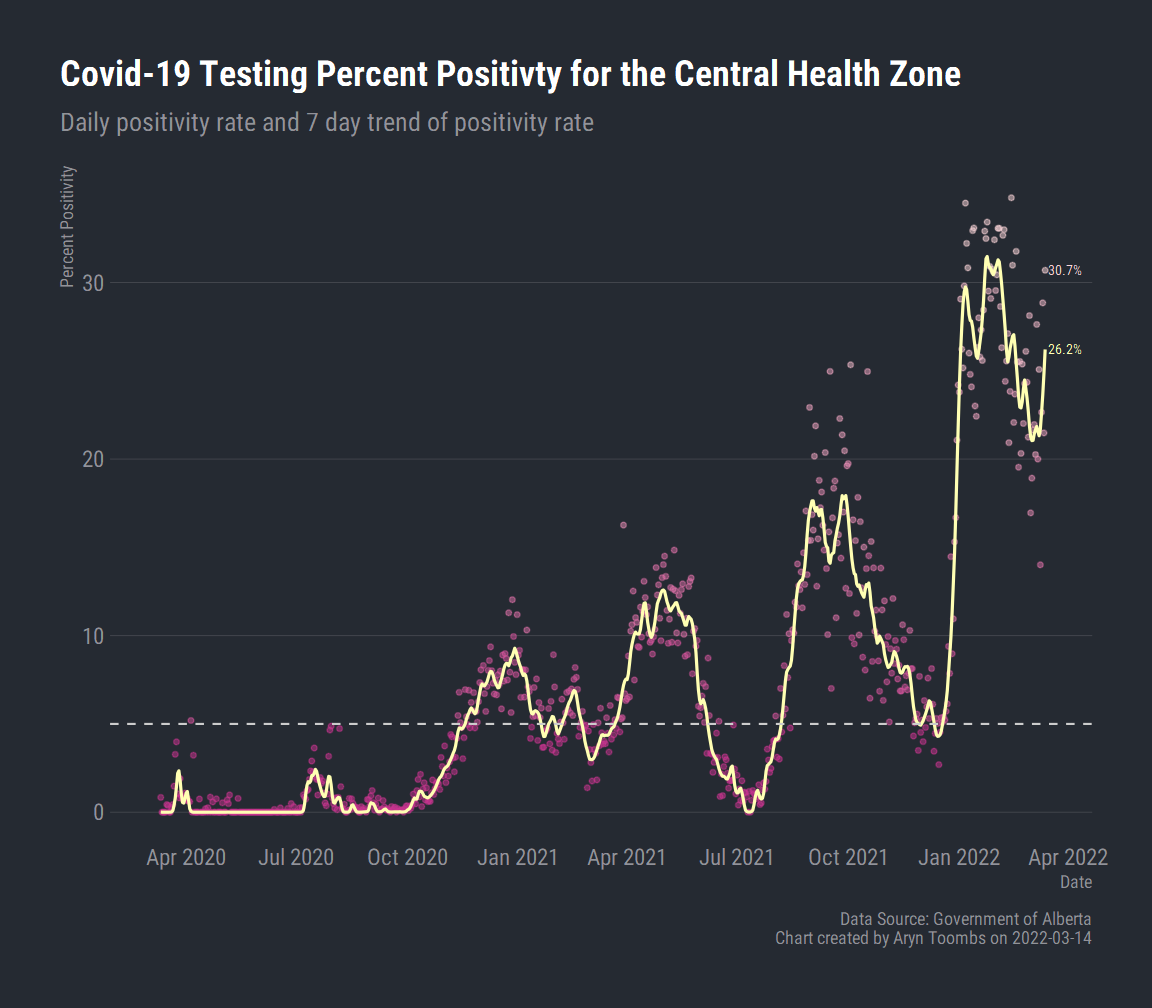 Covid-19 Testing Percent Positivty for the Central Health Zone
Daily positivity rate and 7 day trend of positivity rate
Percent Positivity
30
20
10
0
30.7%
26.2%
Apr 2020 Jul 2020 Oct 2020 Jan 2021 Apr 2021 Jul 2021 Oct 2021 Jan 2022 Apr 2022
Date
Data Source: Government of Alberta
Chart created by Aryn Toombs on 2022-03-14